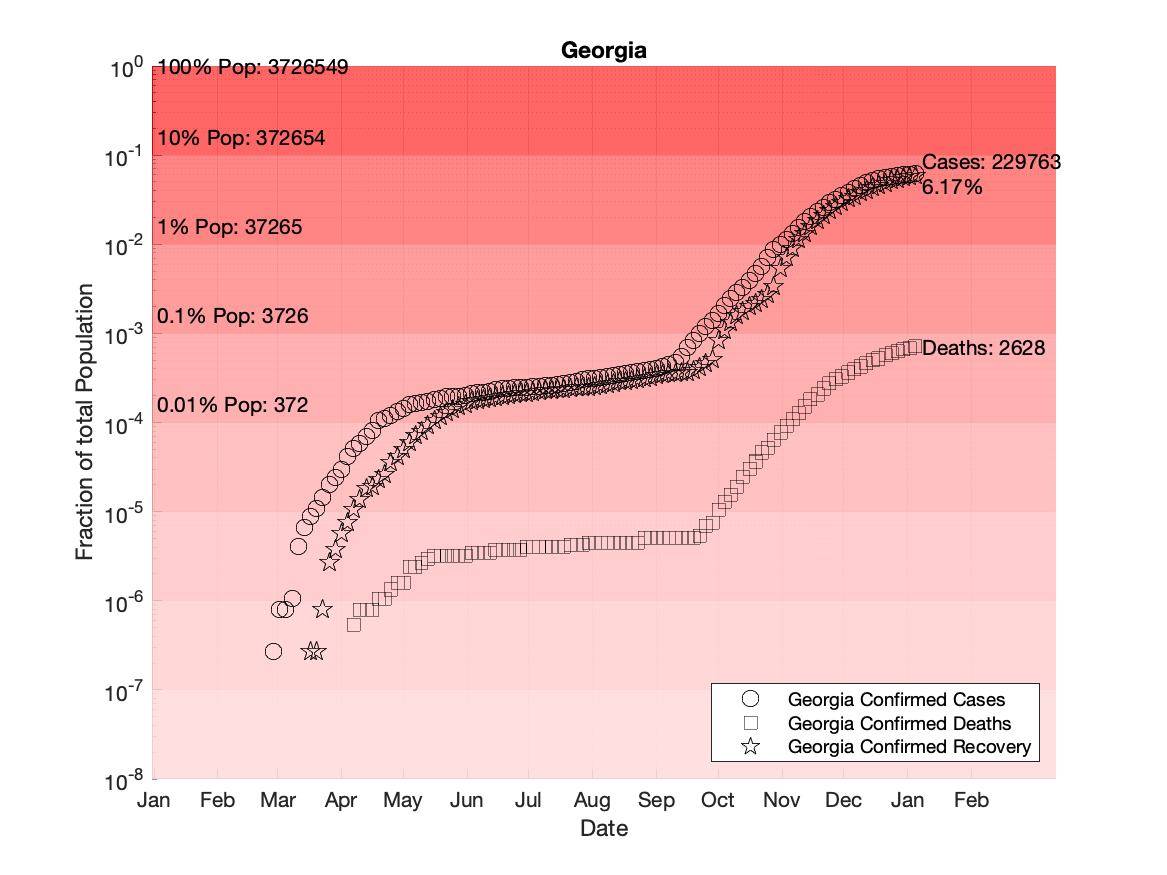 Georgia
10^0
100% Pop: 3726549
10% Pop: 372654
10^-1
Cases: 229763
6.17%
1% Pop: 37265
10^-2
0.1% Pop: 3726
10^-3
Deaths: 2628
0.01% Pop: 372
10^-4
10^-5
10^-6
10^-7
10^-8
Fraction of total Population
Georgia Confirmed Cases
Georgia Confirmed Deaths
Georgia Confirmed Recovery
Jan Feb Mar Apr May Jun Jul Aug Sep Oct Nov Dec Jan Feb
Date